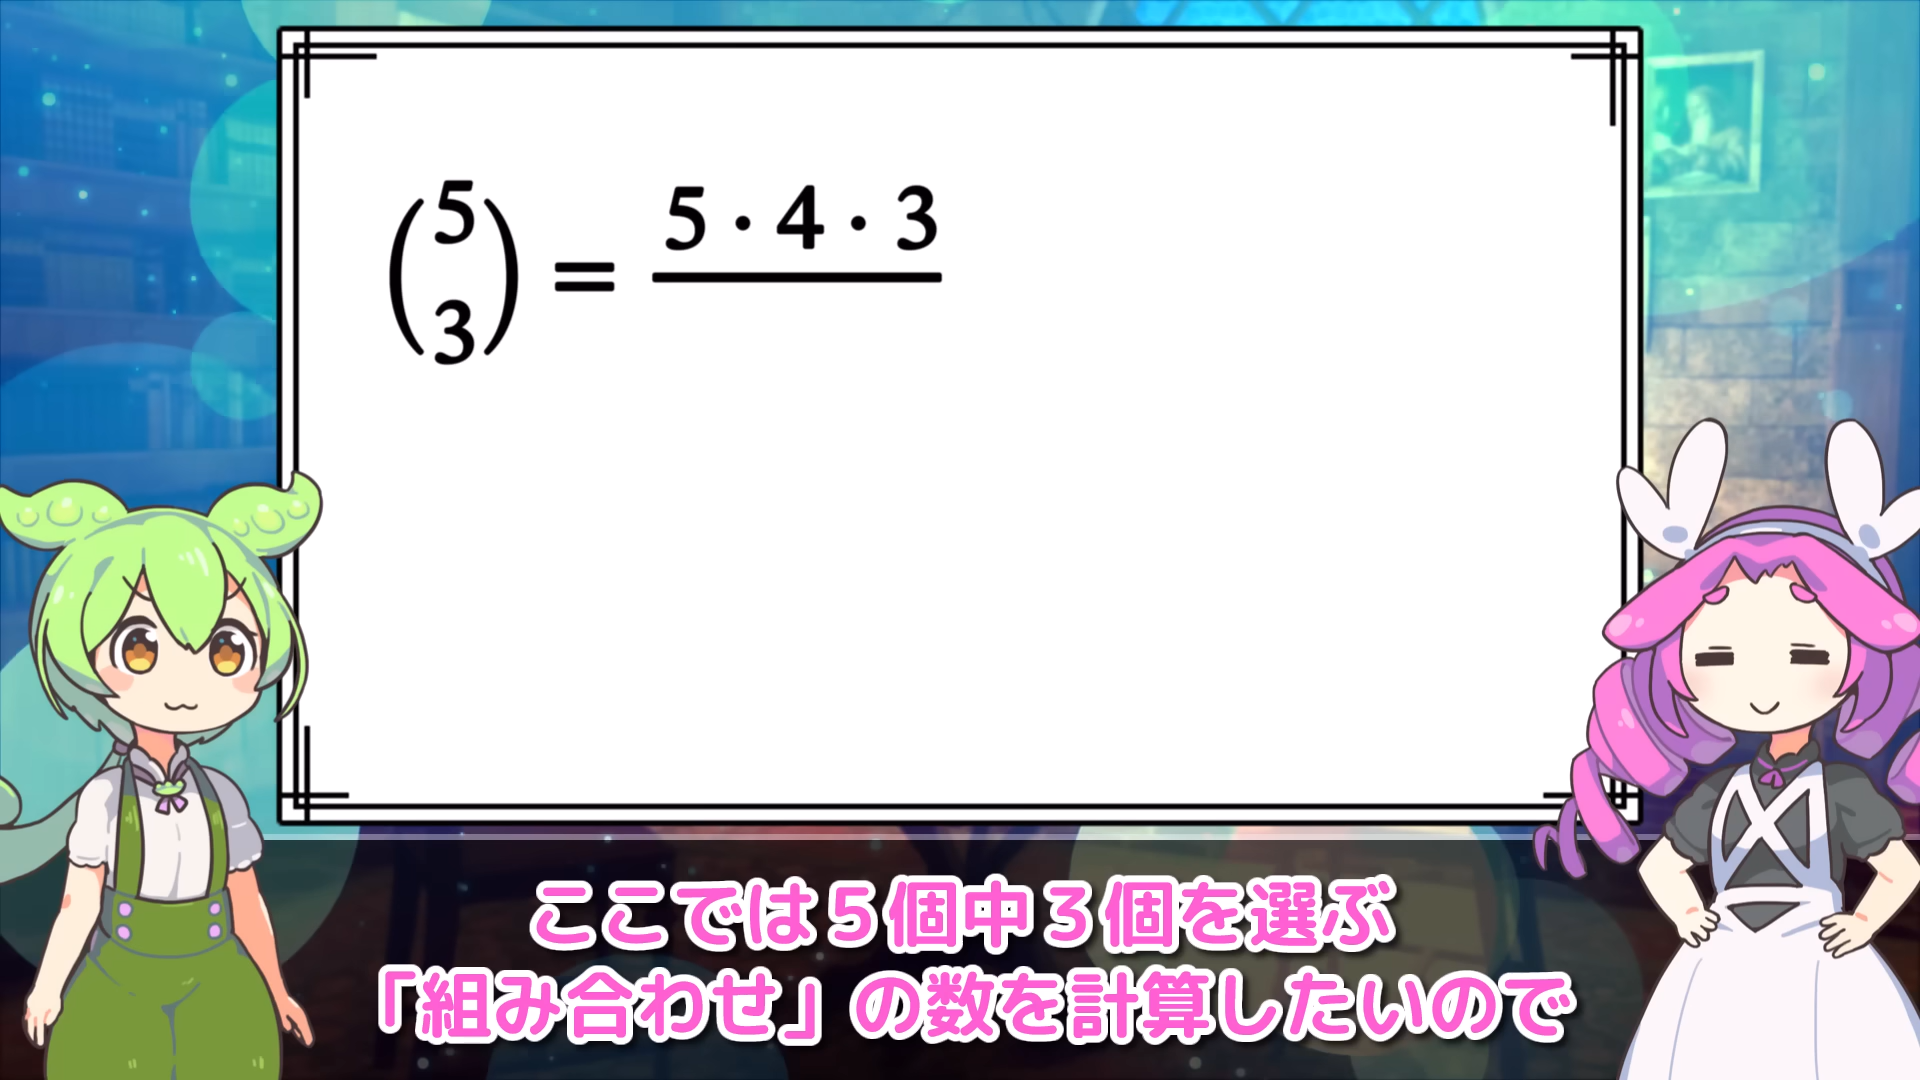 (5 3) = 5・4・3
ここでは５個中３個を選ぶ
「組み合わせ」の数を計算したいので